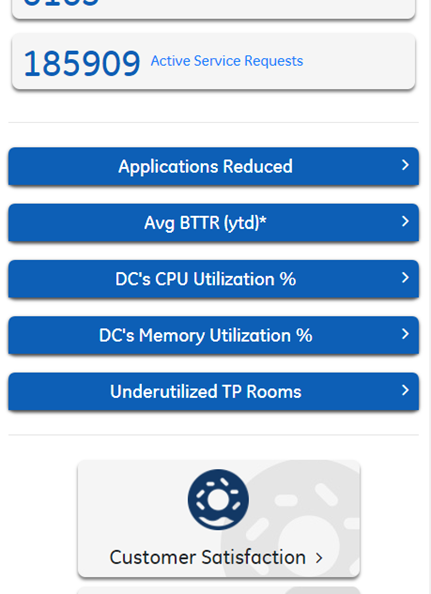 185909 Active Service Requests
Applications Reduced
Avg BTTR (ytd)*
DC's CPU Utilization %
DC's Memory Utilization %
Underutilized TP Rooms
Customer Satisfaction